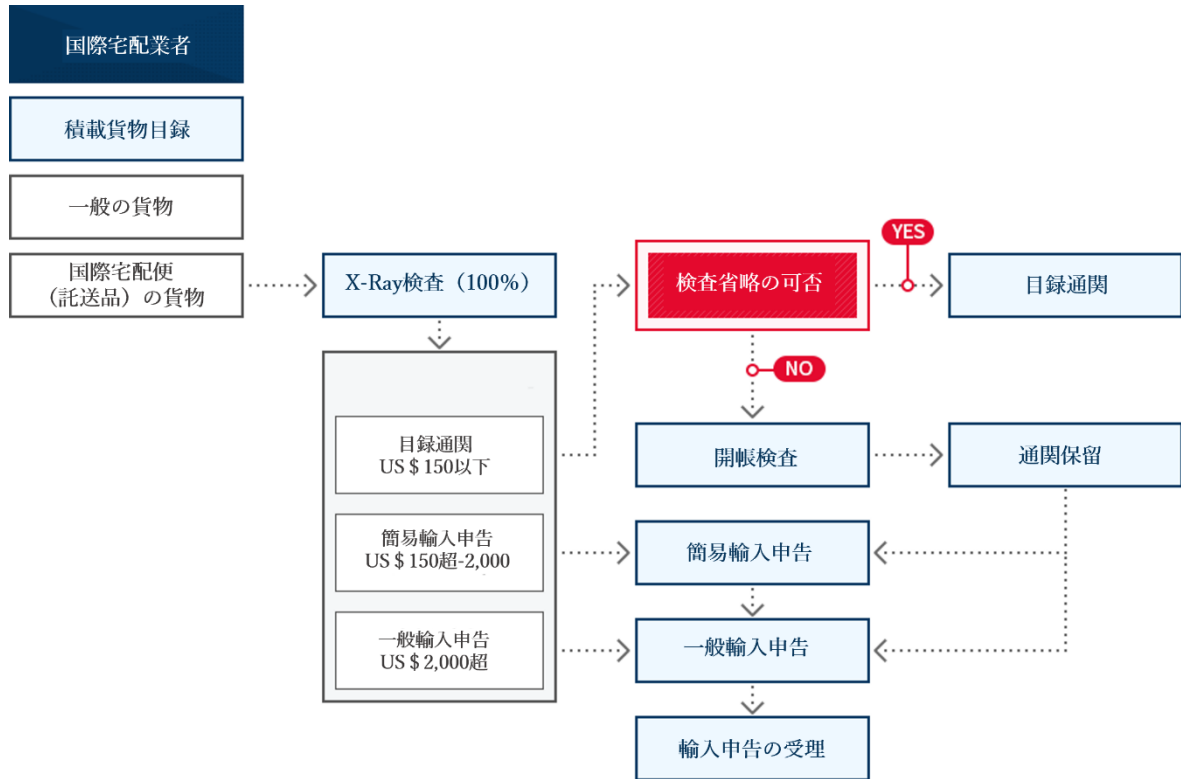 国際宅配業者
積載貨物目録
一般の貨物
国際宅配便
（託送品）の貨物
X-Ray検査（100%）
目録通関
US＄150以下
簡易輸入申告
US＄150超-2,000
一般輸入申告
US＄2,000超
検査省略の可否
YES
目録通関
NO
開帳検査
通関保留
簡易輸入申告
一般輸入申告
輸入申告の受理